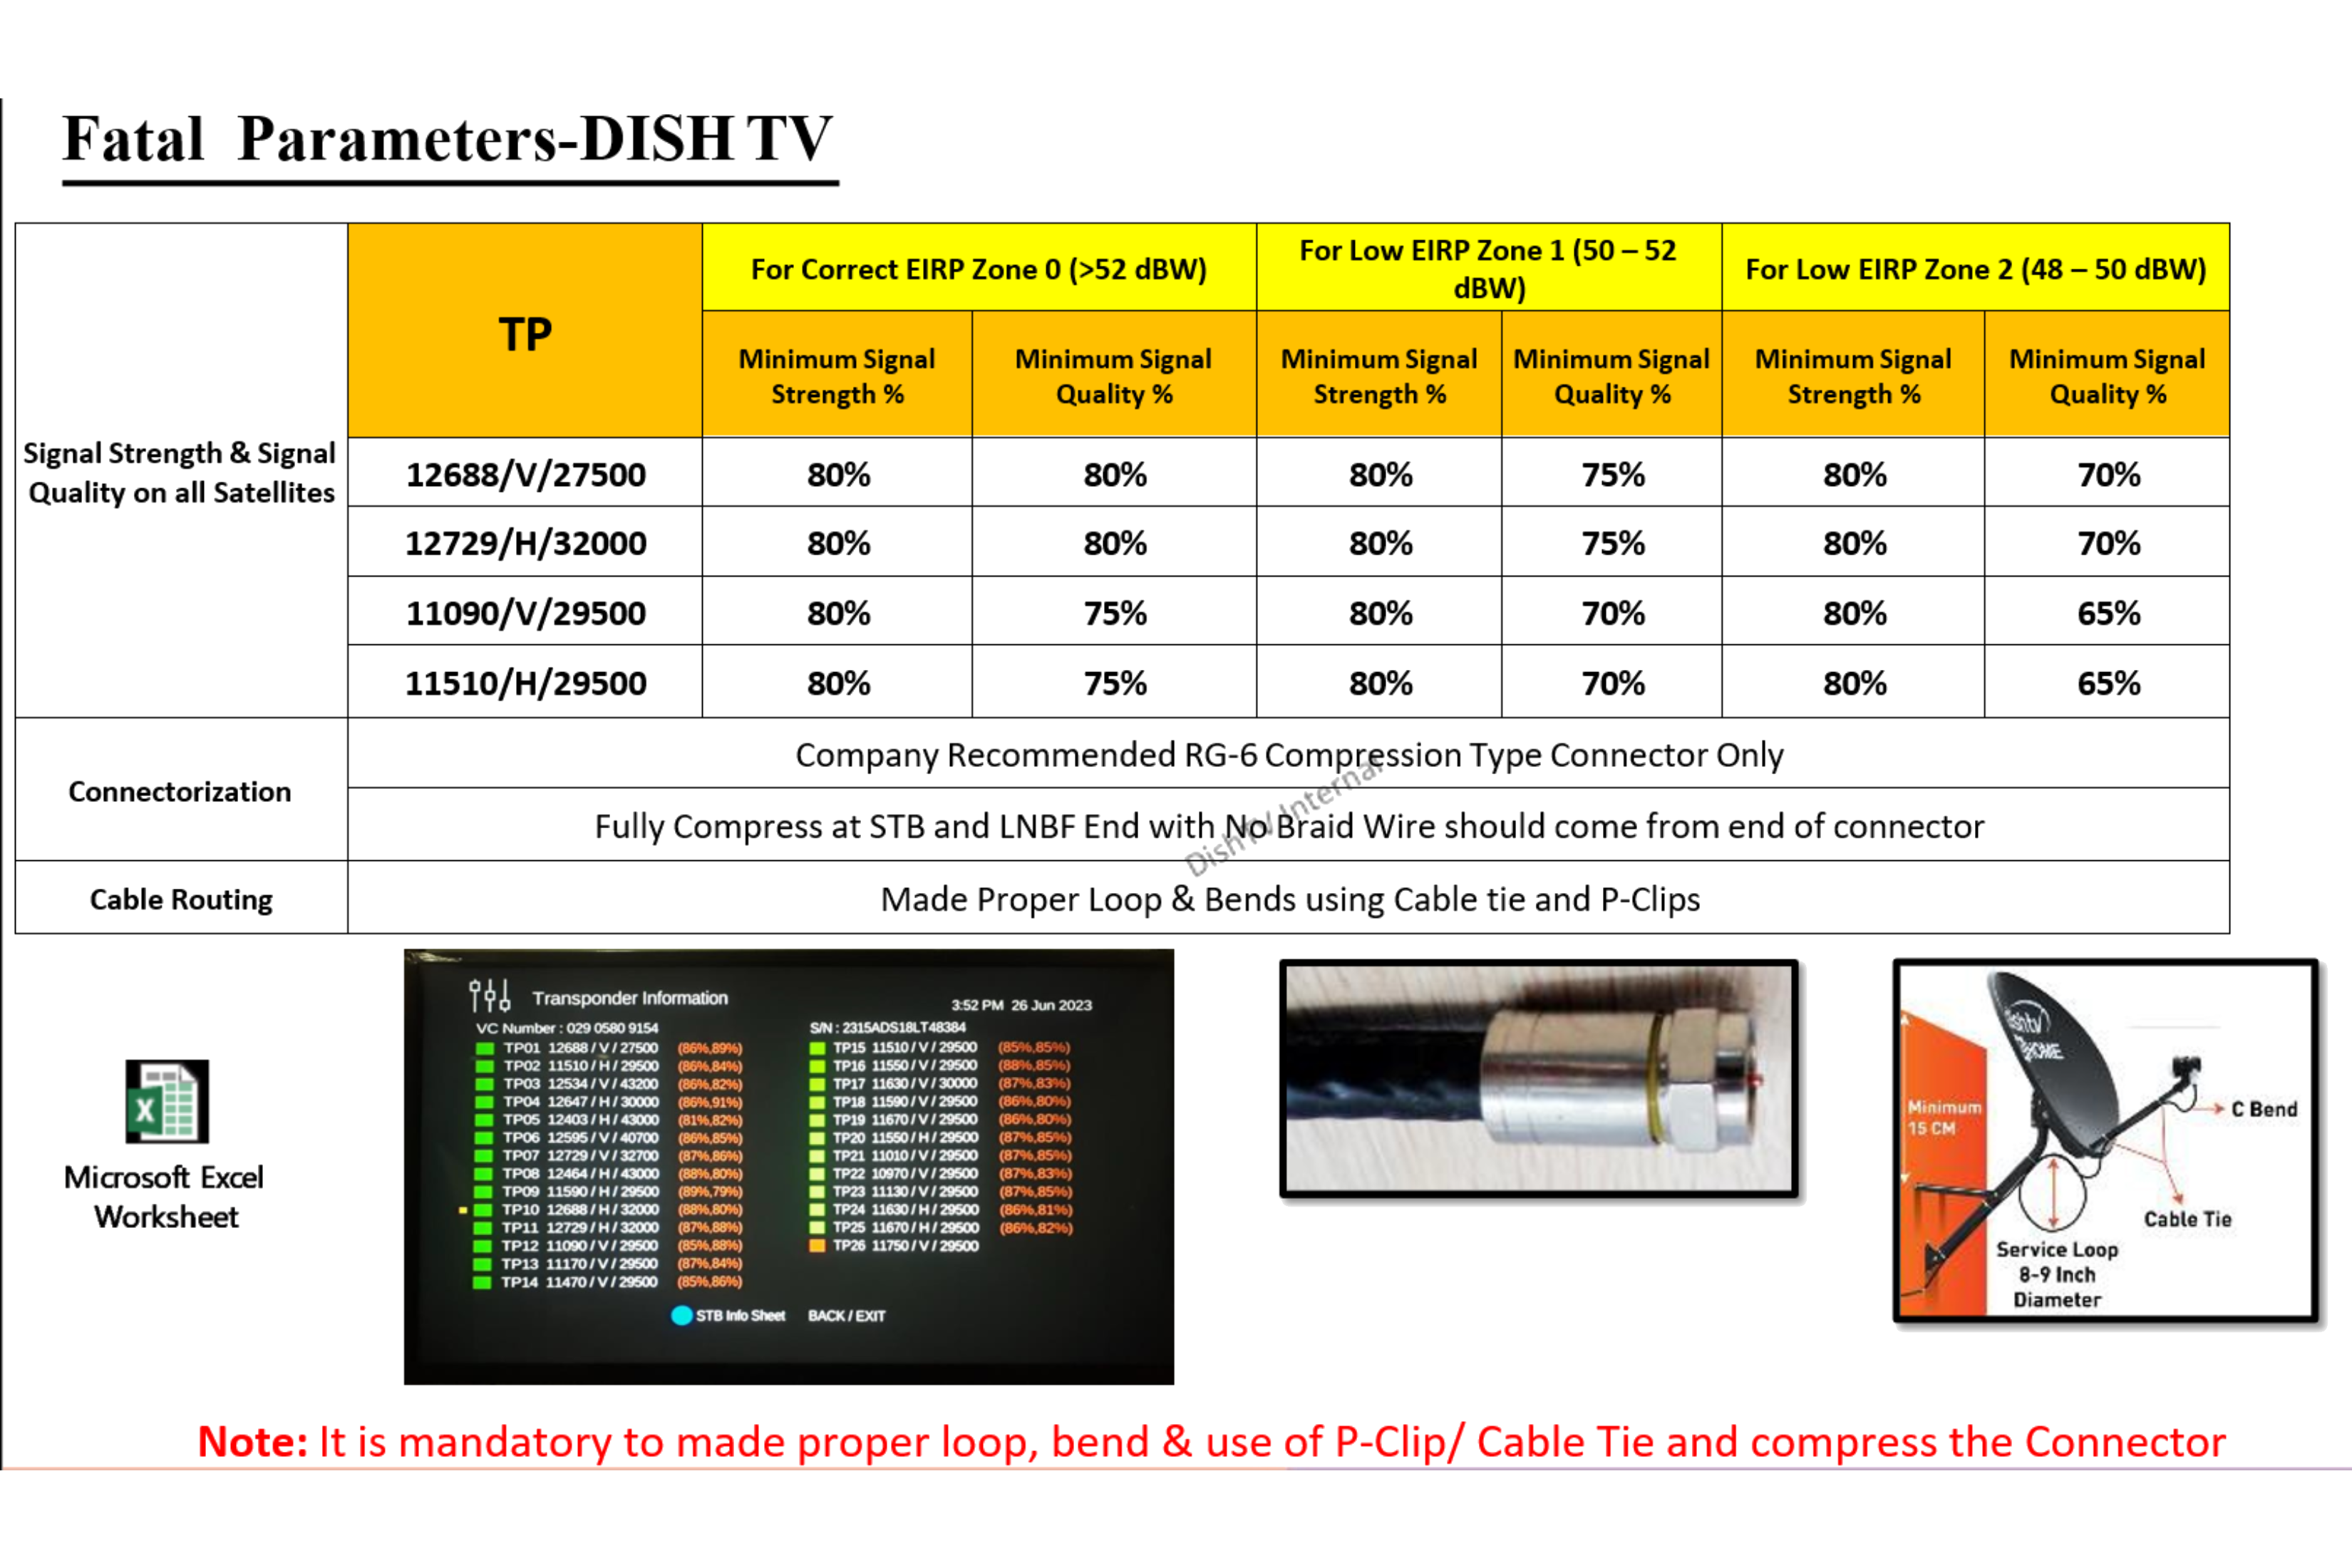 Fatal Parameters-DISH TV
Signal Strength & Signal
Quality on all Satellites
TP
For Correct EIRP Zone 0 (>52 dBW)
For Low EIRP Zone 1 (50 – 52
dBW)
For Low EIRP Zone 2 (48 – 50 dBW)
Minimum Signal
Strength %
Minimum Signal
Quality %
Minimum Signal
Strength %
Minimum Signal
Quality %
Minimum Signal
Strength %
Minimum Signal
Quality %
12688/V/27500 80% 80% 80% 75% 80% 70%
12729/H/32000 80% 80% 80% 75% 80% 70%
11090/V/29500 80% 75% 80% 70% 80% 65%
11510/H/29500 80% 75% 80% 70% 80% 65%
Connectorization
Company Recommended RG-6 Compression Type Connector Only
Fully Compress at STB and LNBF End with No Braid Wire should come from end of connector
DishTV Internal
Cable Routing
Made Proper Loop & Bends using Cable tie and P-Clips
Microsoft Excel
Worksheet
Transponder Information
3:52 PM 26 Jun 2023
VC Number : 029 0580 9154
TP01 12688 / V / 27500 (86%,89%)
TP02 11510 / H / 29500 (86%,84%)
TP03 12534 / V / 43200 (86%,82%)
TP04 12647 / H / 30000 (86%,91%)
TP05 12403 / H / 43000 (81%,82%)
TP06 12595 / V / 40700 (86%,85%)
TP07 12729 / V / 32700 (87%,86%)
TP08 12464 / H / 43000 (88%,80%)
TP09 11590 / H / 29500 (89%,79%)
TP10 12688 / H / 32000 (88%,80%)
TP11 12729 / H / 32000 (87%,88%)
TP12 11090 / V / 29500 (85%,88%)
TP13 11170 / V / 29500 (87%,84%)
TP14 11470 / V / 29500 (85%,86%)
S/N : 2315ADS18LT48384
TP15 11510 / V / 29500 (85%,85%)
TP16 11550 / V / 29500 (88%,85%)
TP17 11630 / V / 30000 (87%,83%)
TP18 11590 / V / 29500 (86%,80%)
TP19 11670 / V / 29500 (86%,80%)
TP20 11550 / H / 29500 (87%,85%)
TP21 11010 / V / 29500 (87%,85%)
TP22 10970 / V / 29500 (87%,83%)
TP23 11130 / V / 29500 (87%,85%)
TP24 11630 / H / 29500 (86%,81%)
TP25 11670 / H / 29500 (86%,82%)
TP26 11750 / V / 29500
STB Info Sheet BACK / EXIT
dishtv
HOME
Minimum
15 CM
C Bend
Cable Tie
Service Loop
8-9 Inch
Diameter
Note: It is mandatory to made proper loop, bend & use of P-Clip/ Cable Tie and compress the Connector